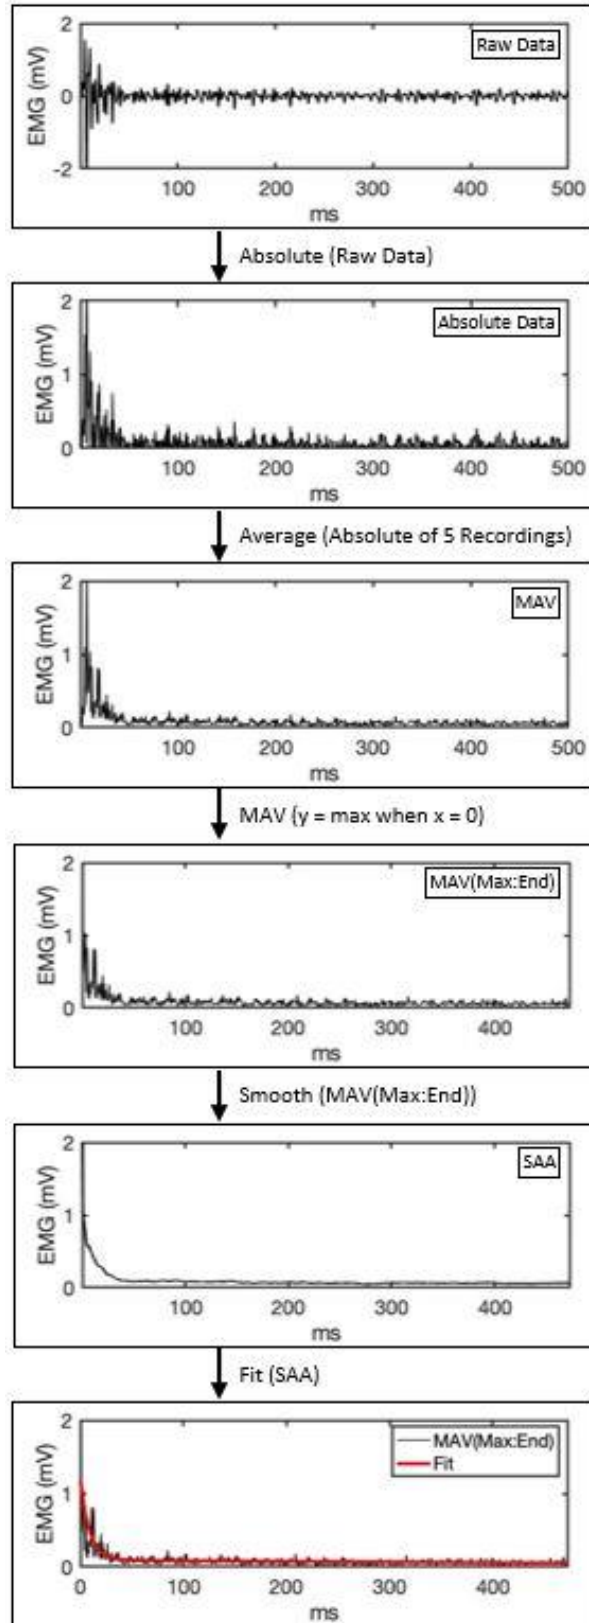 2
Raw Data
EMG (mV)
0
-2
100 200 300 400 500
ms
Absolute (Raw Data)
2
Absolute Data
EMG (mV)
1
0
100 200 300 400 500
ms
Average (Absolute of 5 Recordings)
2
MAV
EMG (mV)
1
0
100 200 300 400 500
ms
MAV (y = max when x = 0)
2
MAV(Max:End)
EMG (mV)
1
0
100 200 300 400
ms
Smooth (MAV(Max:End))
2
SAA
EMG (mV)
1
0
100 200 300 400
ms
Fit (SAA)
2
MAV(Max:End)
Fit
EMG (mV)
1
0
0 100 200 300 400
ms